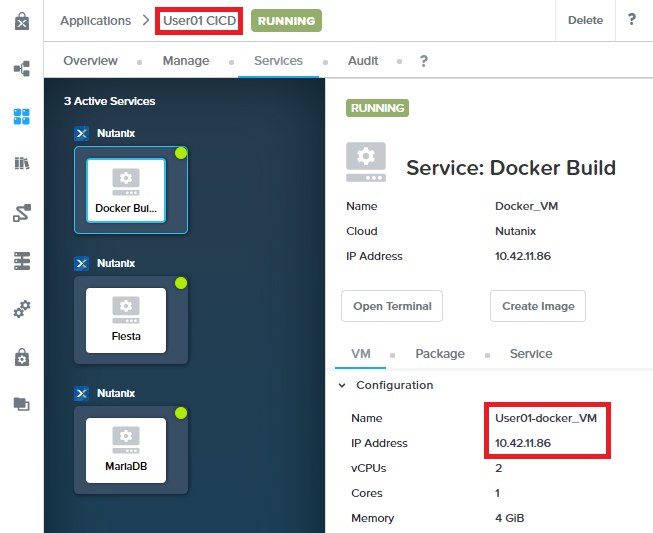 Applications > User01 CICD RUNNING Delete ?
Overview Manage Services Audit ?
3 Active Services
Nutanix
Docker Bui...
Nutanix
Fiesta
Nutanix
MariaDB
RUNNING
Service: Docker Build
Name Docker_VM
Cloud Nutanix
IP Address 10.42.11.86
Open Terminal Create Image
VM Package Service
Configuration
Name User01-docker_VM
IP Address 10.42.11.86
vCPUs 2
Cores 1
Memory 4 GiB